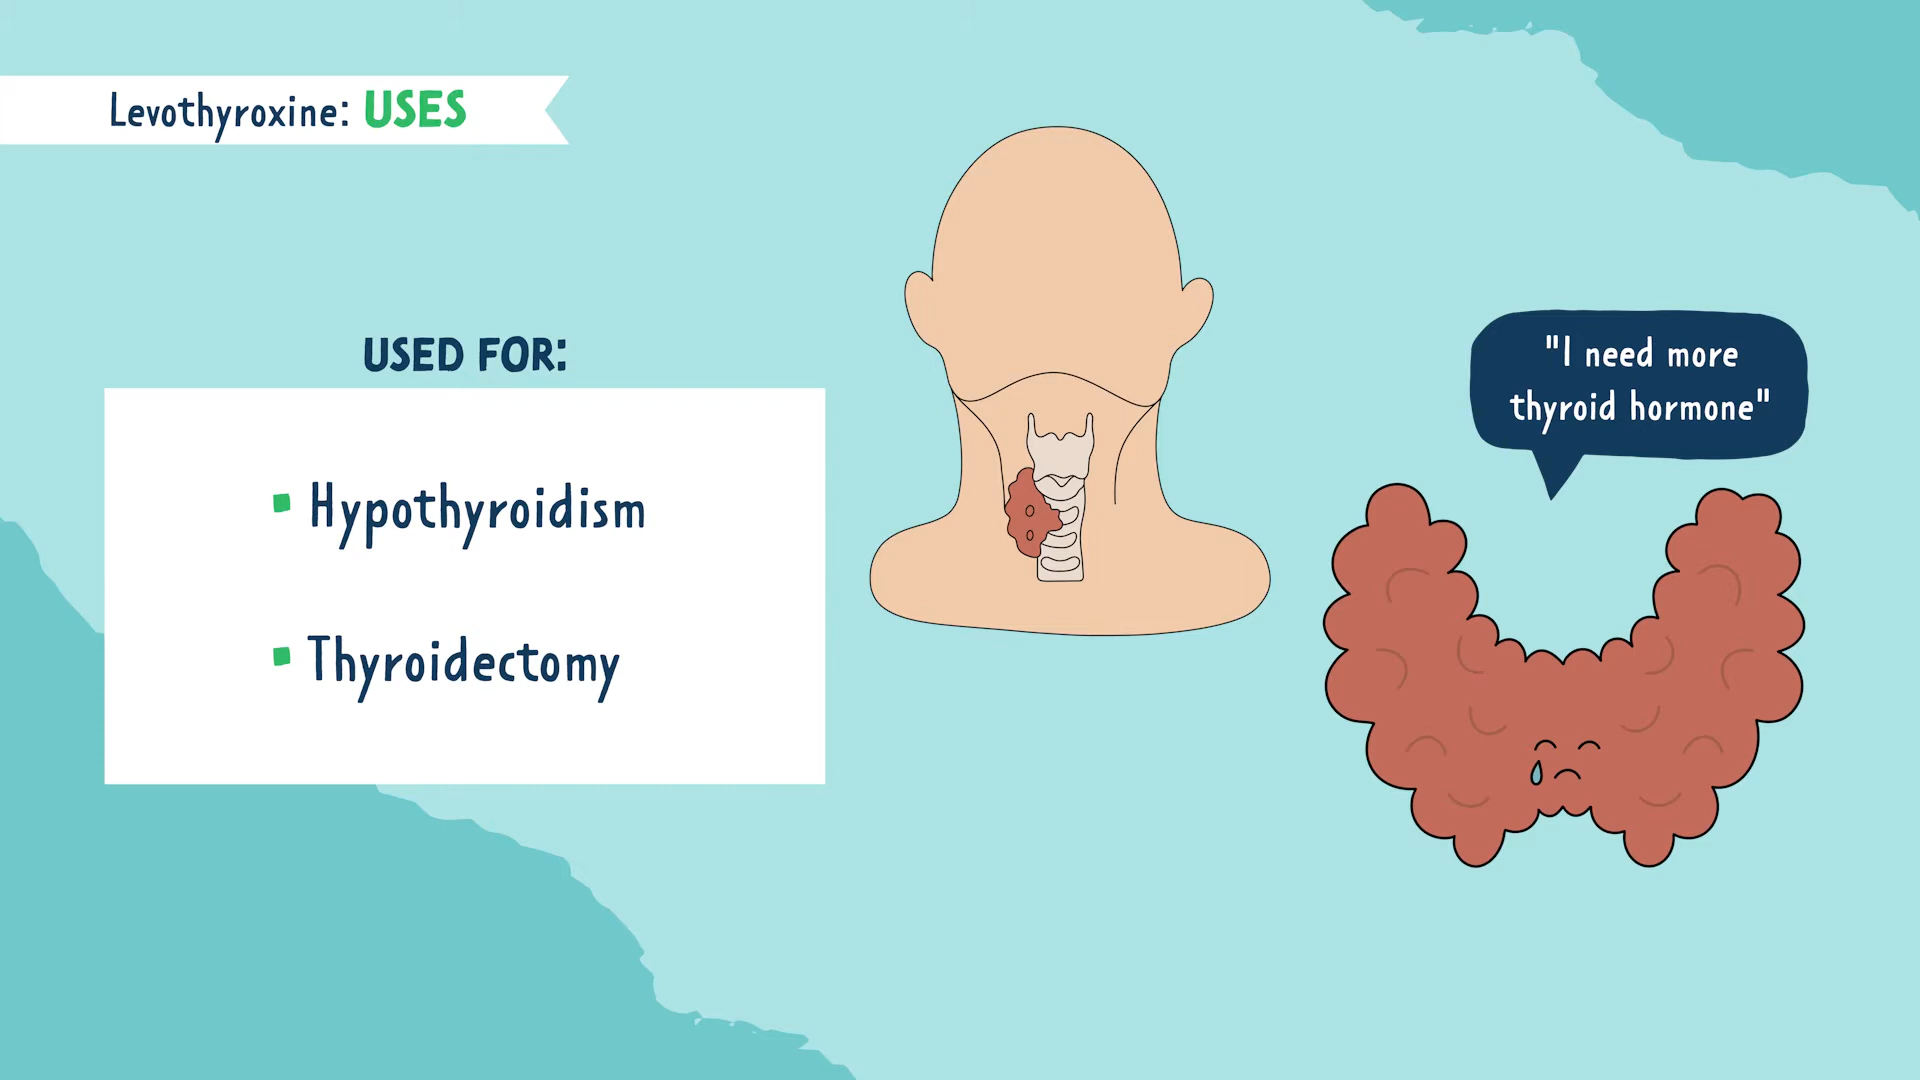 Levothyroxine: USES
USED FOR:
Hypothyroidism
Thyroidectomy
"I need more
thyroid hormone"